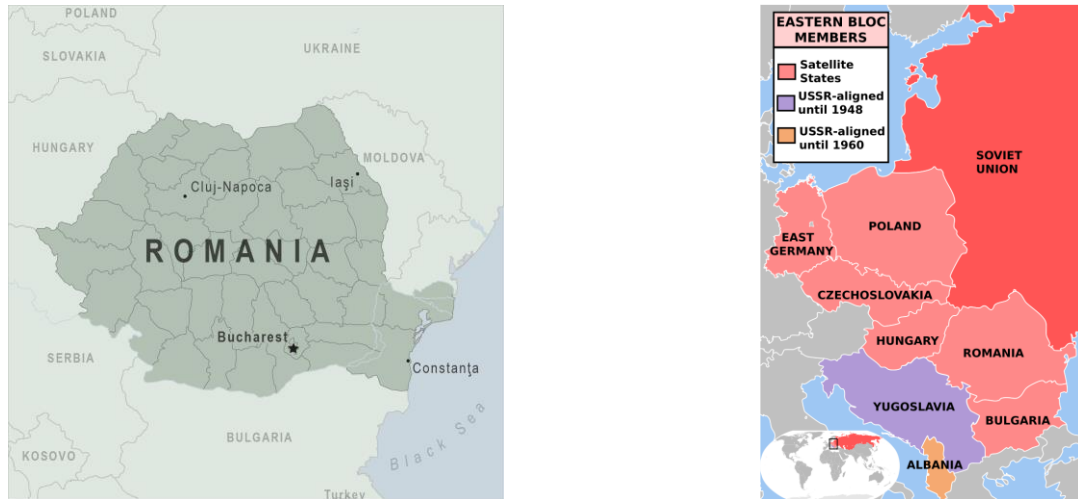 POLAND
SLOVAKIA
UKRAINE
HUNGARY
MOLDOVA
Iaşi
Cluj-Napoca
ROMANIA
Bucharest
SERBIA
Constanţa
BULGARIA
Black Sea
KOSOVO
Turkey
EASTERN BLOC
MEMBERS
Satellite
States
USSR-aligned
until 1948
USSR-aligned
until 1960
SOVIET
UNION
POLAND
EAST
GERMANY
CZECHOSLOVAKIA
HUNGARY
ROMANIA
YUGOSLAVIA
BULGARIA
ALBANIA